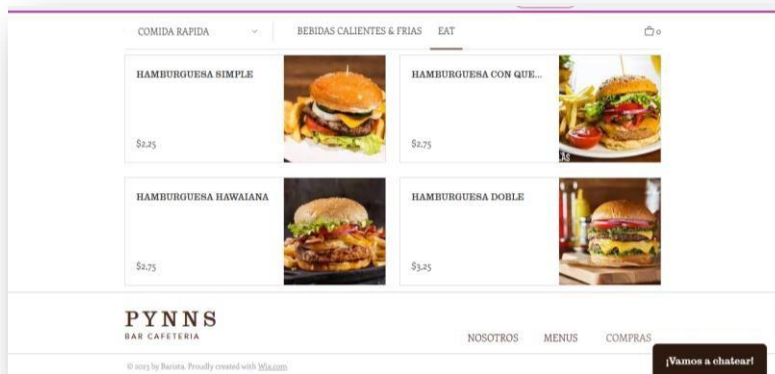 COMIDA RAPIDA
BEBIDAS CALIENTES & FRIAS
EAT
0
HAMBURGUESA SIMPLE
$2,25
HAMBURGUESA CON QUE...
$2,75
HAMBURGUESA HAWAIANA
$2,75
HAMBURGUESA DOBLE
$3,25
PYNNS
BAR CAFETERIA
NOSOTROS
MENUS
COMPRAS
© 2023 by Barista. Proudly created with Wix.com
¡Vamos a chatear!